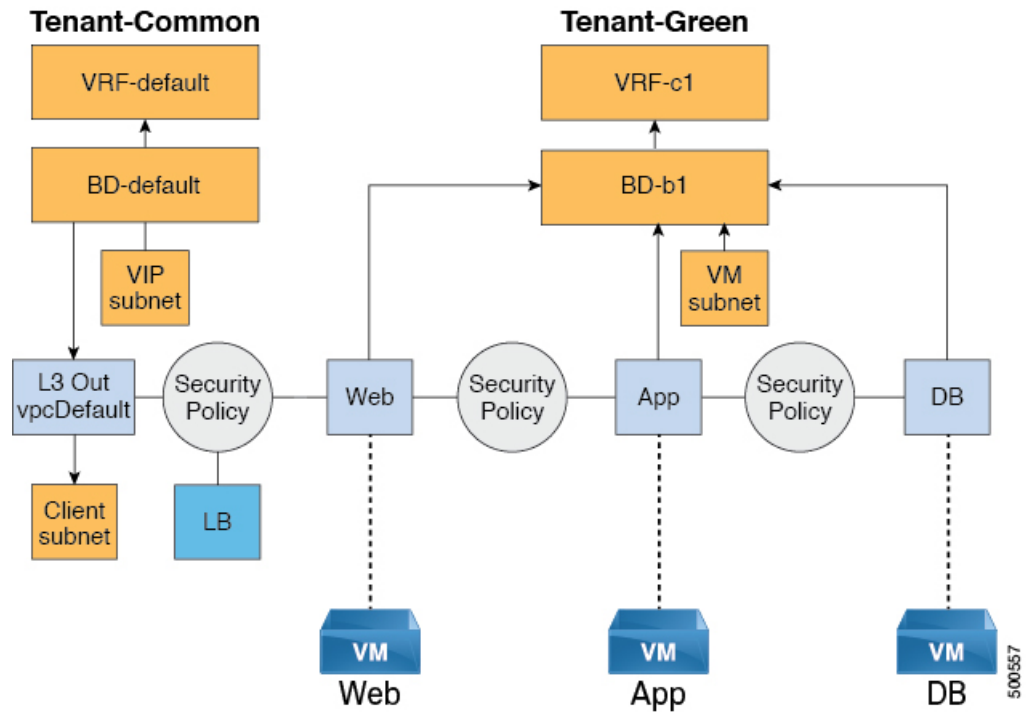 Tenant-Common
Tenant-Green
VRF-default
VRF-c1
BD-default
BD-b1
VIP
subnet
VM
subnet
L3 Out
vpcDefault
Security
Policy
Web
Security
Policy
App
Security
Policy
DB
Client
subnet
LB
VM
VM
VM
Web
App
DB
500557